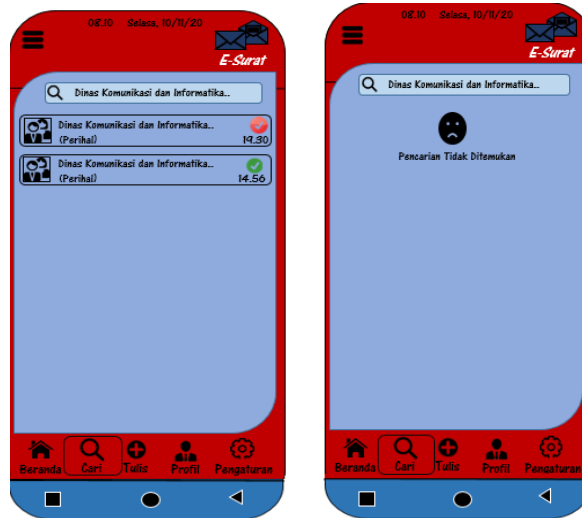 08.10 Selasa, 10/11/20
E-Surat
Dinas Komunikasi dan Informatika...
Dinas Komunikasi dan Informatika...
(Perihal) 19.30
Dinas Komunikasi dan Informatika...
(Perihal) 14.56
Beranda Cari Tulis Profil Pengaturan
08.10 Selasa, 10/11/20
E-Surat
Dinas Komunikasi dan Informatika...
Pencarian Tidak Ditemukan
Beranda Cari Tulis Profil Pengaturan